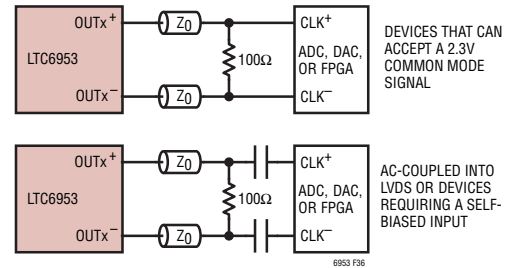 OUTx+ Z0 CLK+
LTC6953 100Ω ADC, DAC, OR FPGA
OUTx– Z0 CLK–
DEVICES THAT CAN
ACCEPT A 2.3V
COMMON MODE
SIGNAL
OUTx+ Z0 CLK+
LTC6953 100Ω ADC, DAC, OR FPGA
OUTx– Z0 CLK–
AC-COUPLED INTO
LVDS OR DEVICES
REQUIRING A SELF-
BIASED INPUT
6953 F36